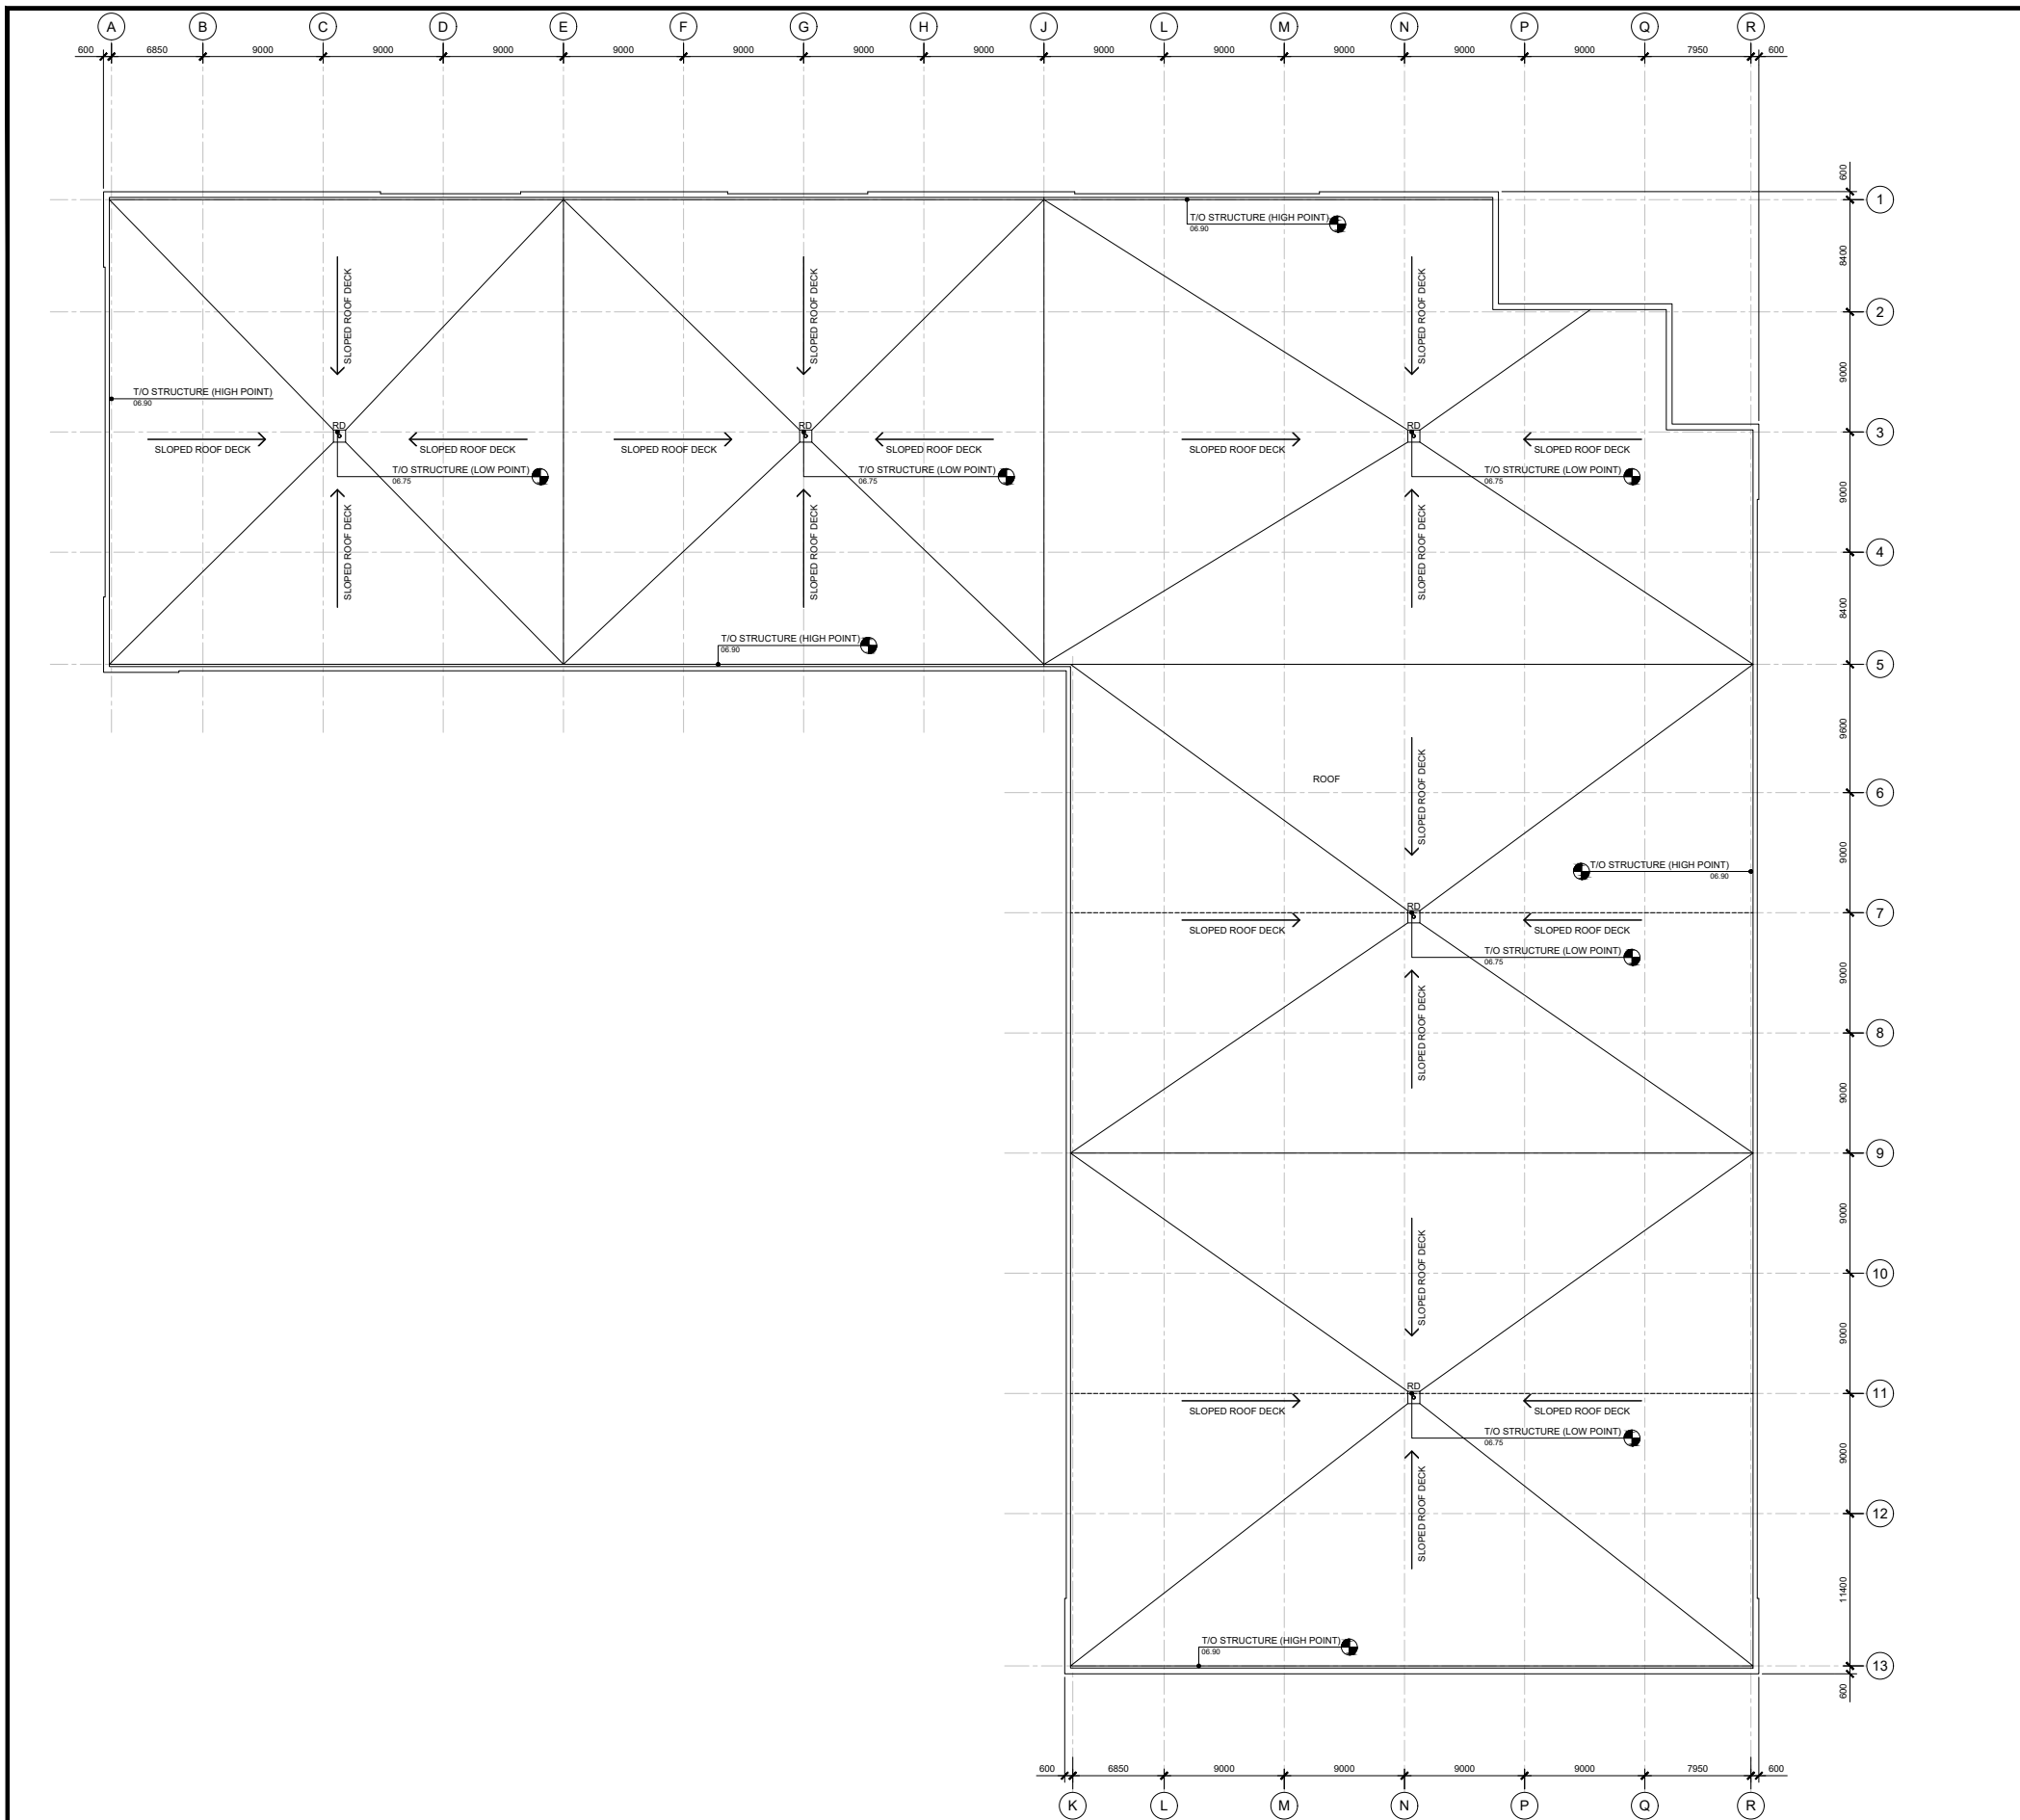 A B C D E F G H J L M N P Q R
600 6850 9000 9000 9000 9000 9000 9000 9000 9000 9000 9000 9000 9000 7950 600
600
1
T/O STRUCTURE (HIGH POINT)
06.90
8400
SLOPED ROOF DECK
SLOPED ROOF DECK
SLOPED ROOF DECK
2
9000
T/O STRUCTURE (HIGH POINT)
06.90
RD
RD
RD
3
SLOPED ROOF DECK
SLOPED ROOF DECK
SLOPED ROOF DECK
SLOPED ROOF DECK
SLOPED ROOF DECK
SLOPED ROOF DECK
T/O STRUCTURE (LOW POINT)
06.75
T/O STRUCTURE (LOW POINT)
06.75
T/O STRUCTURE (LOW POINT)
06.75
9000
SLOPED ROOF DECK
SLOPED ROOF DECK
SLOPED ROOF DECK
4
8400
T/O STRUCTURE (HIGH POINT)
06.90
5
9600
SLOPED ROOF DECK
ROOF
6
9000
T/O STRUCTURE (HIGH POINT)
06.90
RD
7
SLOPED ROOF DECK
SLOPED ROOF DECK
T/O STRUCTURE (LOW POINT)
06.75
9000
SLOPED ROOF DECK
8
9000
9
9000
SLOPED ROOF DECK
10
9000
RD
11
SLOPED ROOF DECK
SLOPED ROOF DECK
T/O STRUCTURE (LOW POINT)
06.75
9000
SLOPED ROOF DECK
12
11400
T/O STRUCTURE (HIGH POINT)
06.90
13
600
600 6850 9000 9000 9000 9000 7950 600
K L M N P Q R